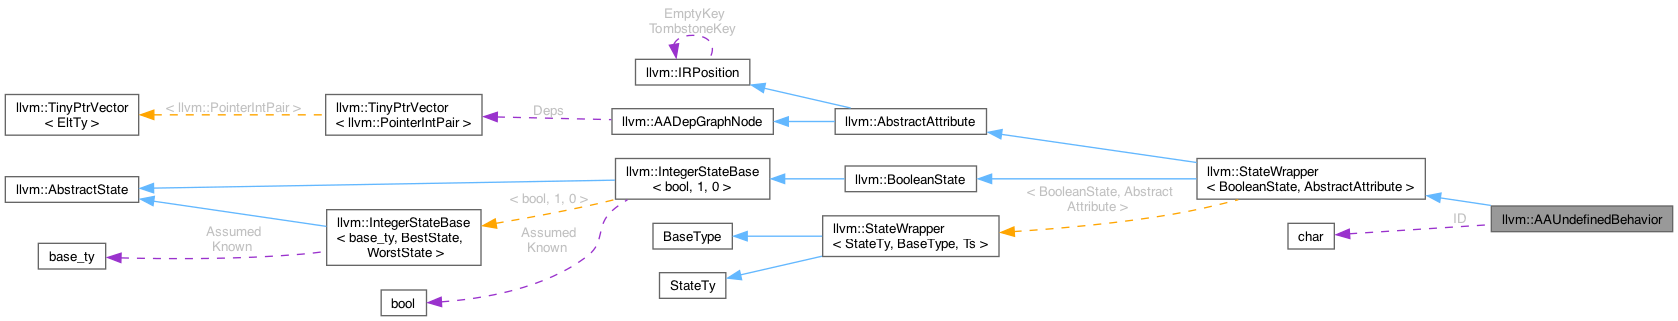 EmptyKey
TombstoneKey
llvm::IRPosition
llvm::TinyPtrVector
< EltTy >
< llvm::PointerIntPair >
llvm::TinyPtrVector
< llvm::PointerIntPair >
Deps
llvm::AADepGraphNode
llvm::AbstractAttribute
llvm::AbstractState
llvm::IntegerStateBase
< bool, 1, 0 >
llvm::BooleanState
llvm::StateWrapper
< BooleanState, AbstractAttribute >
< BooleanState, Abstract
Attribute >
< bool, 1, 0 >
llvm::IntegerStateBase
< base_ty, BestState,
WorstState >
Assumed
Known
base_ty
Assumed
Known
bool
BaseType
StateTy
llvm::StateWrapper
< StateTy, BaseType, Ts >
char
ID
llvm::AAUndefinedBehavior